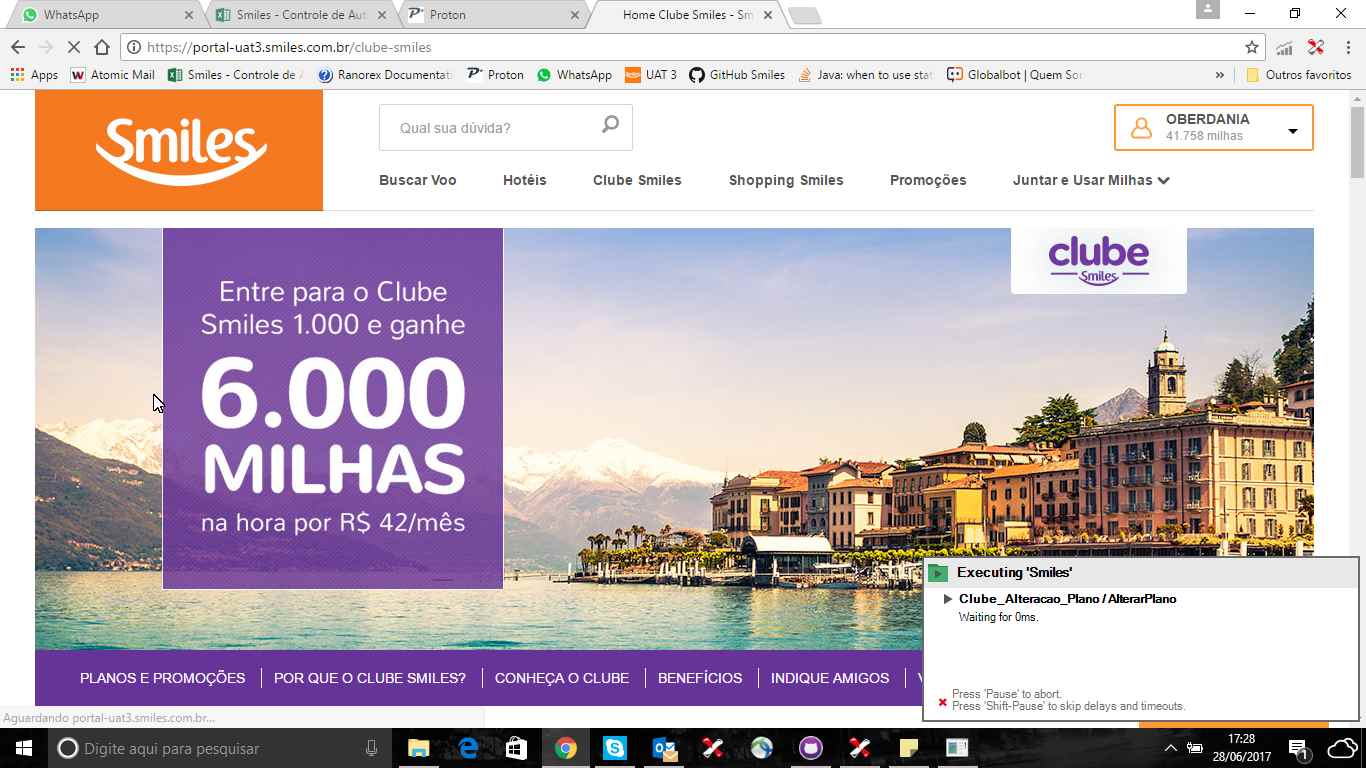 WhatsApp
Smiles - Controle de Aut
Proton
Home Clube Smiles - Sm
https://portal-uat3.smiles.com.br/clube-smiles
Apps
Atomic Mail
Smiles - Controle de A
Ranorex Documentati
Proton
WhatsApp
UAT 3
GitHub Smiles
Java: when to use stat
Globalbot | Quem Som
Outros favoritos
Smiles
Qual sua dúvida?
OBERDANIA
41.758 milhas
Buscar Voo
Hotéis
Clube Smiles
Shopping Smiles
Promoções
Juntar e Usar Milhas
clube
Smiles
Entre para o Clube
Smiles 1.000 e ganhe
6.000
MILHAS
na hora por R$ 42/mês
Executing 'Smiles'
Clube_Alteracao_Plano / AlterarPlano
Waiting for 0ms.
PLANOS E PROMOÇÕES
POR QUE O CLUBE SMILES?
CONHEÇA O CLUBE
BENEFÍCIOS
INDIQUE AMIGOS
Press 'Pause' to abort.
Press 'Shift-Pause' to skip delays and timeouts.
Aguardando portal-uat3.smiles.com.br...
Digite aqui para pesquisar
17:28
28/06/2017
1